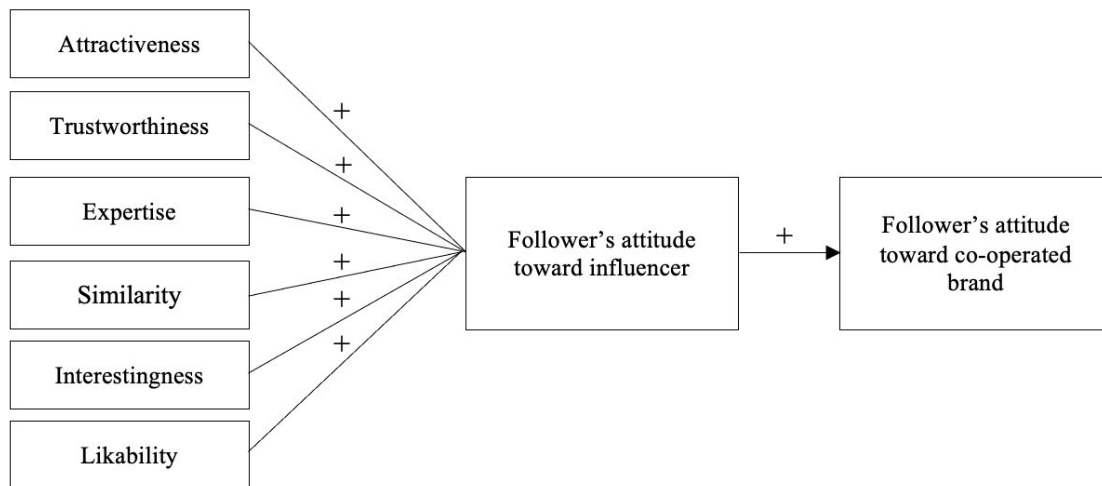 Attractiveness
+
Trustworthiness
+
Expertise
+
Similarity
+
Interestingness
+
Likability
+
Follower’s attitude
toward influencer
+
Follower’s attitude
toward co-operated
brand